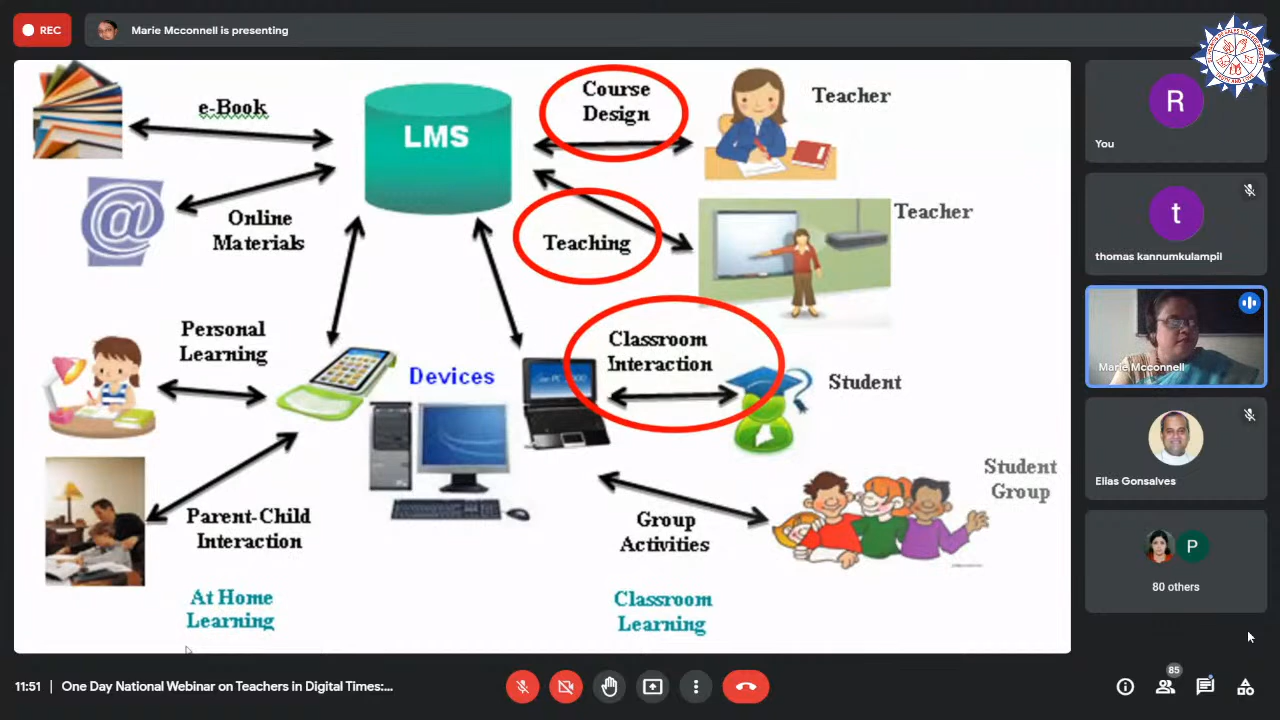 REC
Marie Mcconnell is presenting
e-Book
LMS
Course
Design
Teacher
Online
Materials
Teaching
Teacher
Personal
Learning
Devices
Classroom
Interaction
Student
Parent-Child
Interaction
Group
Activities
Student
Group
At Home
Learning
Classroom
Learning
R
You
t
thomas kannumkulampil
Marie Mcconnell
Elias Gonsalves
P
80 others
11:51 | One Day National Webinar on Teachers in Digital Times:...
85